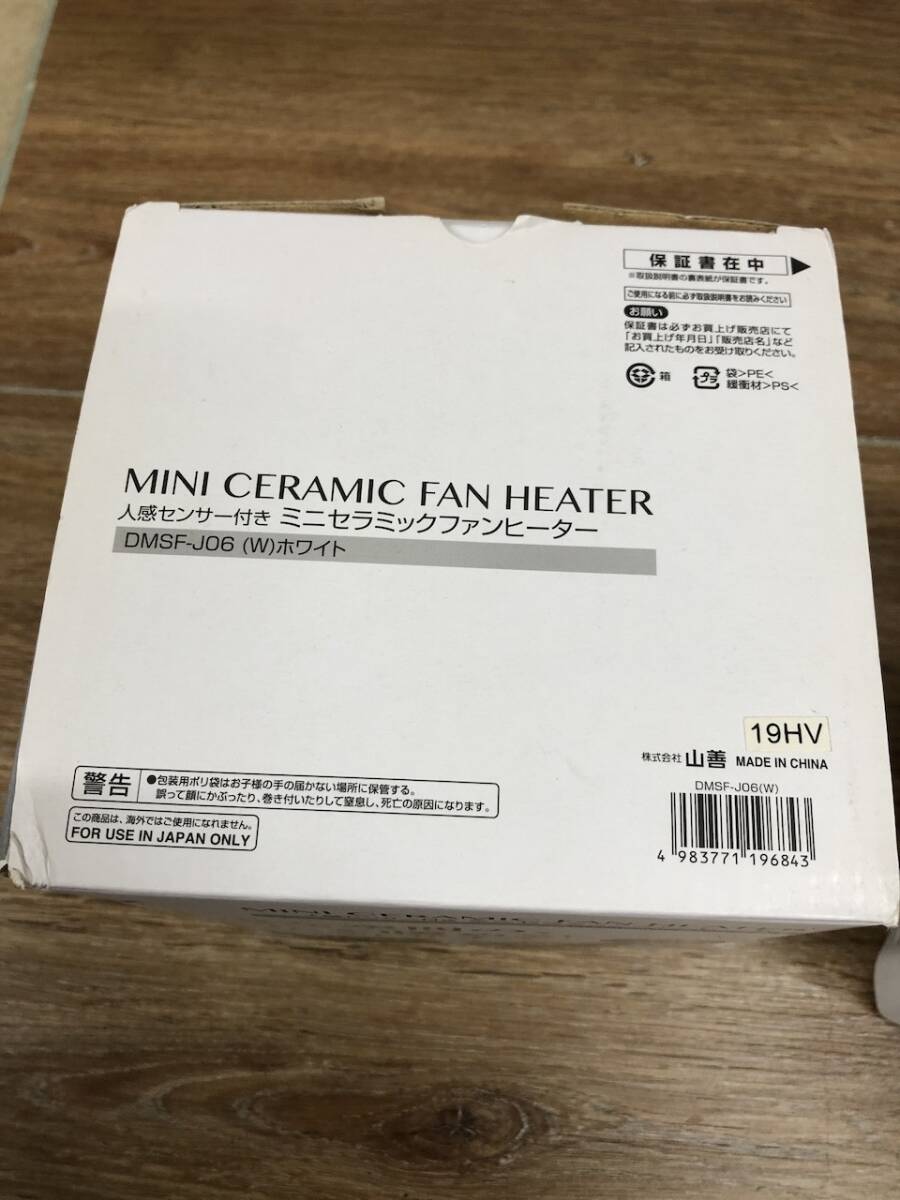 保証書在中
※取扱説明書の裏表紙が保証書です。
ご使用になる前に必ず取扱説明書をお読みください
お願い
保証書は必ずお買上げ販売店にて
「お買上げ年月日」「販売店名」など
記入されたものをお受け取りください。
箱
プラ
袋>PE<
緩衝材>PS<
MINI CERAMIC FAN HEATER
人感センサー付き ミニセラミックファンヒーター
DMSF-J06 (W)ホワイト
19HV
株式会社 山善 MADE IN CHINA
DMSF-J06(W)
4 983771 196843
警告
●包装用ポリ袋はお子様の手の届かない場所に保管する。
誤って顔にかぶったり、巻き付いたりして窒息し、死亡の原因になります。
この商品は、海外ではご使用になれません。
FOR USE IN JAPAN ONLY
MINI CERAMIC FAN HEATER